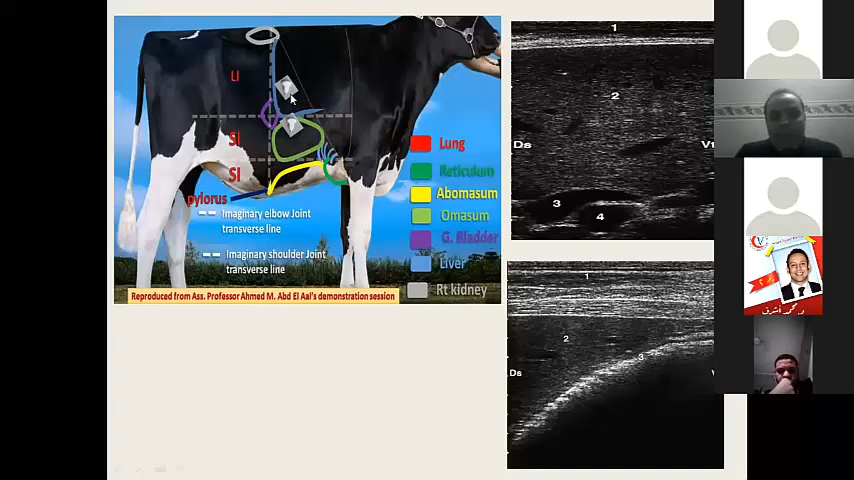 LI
SI
SI
pylorus
Imaginary elbow Joint
transverse line
Imaginary shoulder Joint
transverse line
Lung
Reticulum
Abomasum
Omasum
G. Bladder
Liver
Rt kidney
Reproduced from Ass. Professor Ahmed M. Abd El Aal's demonstration session
1
2
Ds
3
4
1
2
3
Ds
د. محمد أشرف